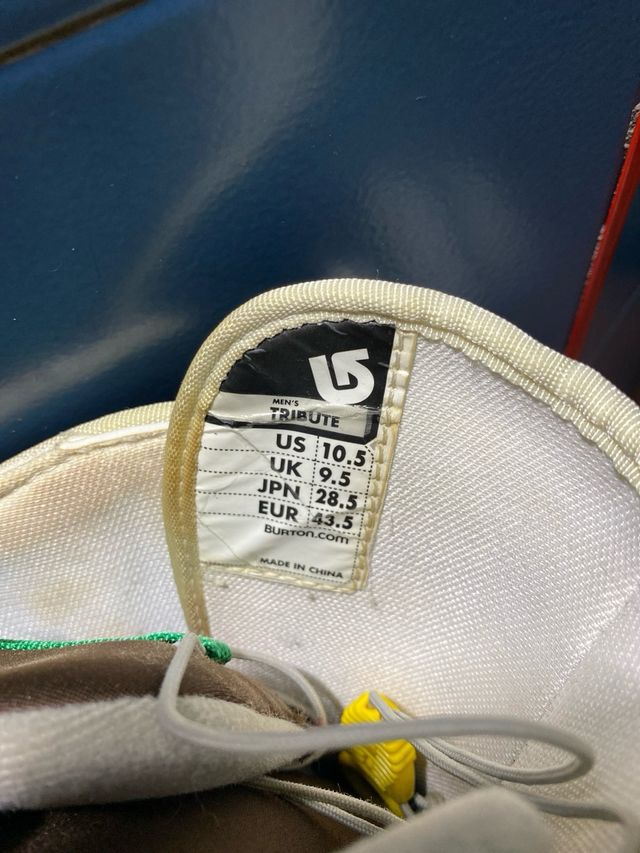 MEN'S
TRIBUTE
US 10.5
UK 9.5
JPN 28.5
EUR 43.5
BURTON.COM
MADE IN CHINA